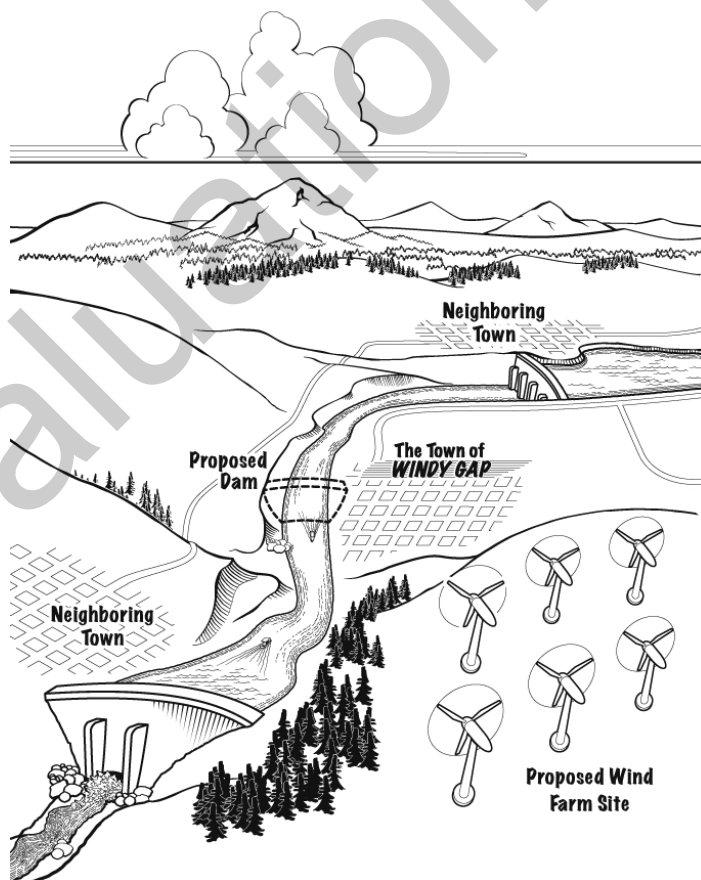 Neighboring
Town
Proposed
Dam
The Town of
WINDY GAP
Neighboring
Town
Proposed Wind
Farm Site